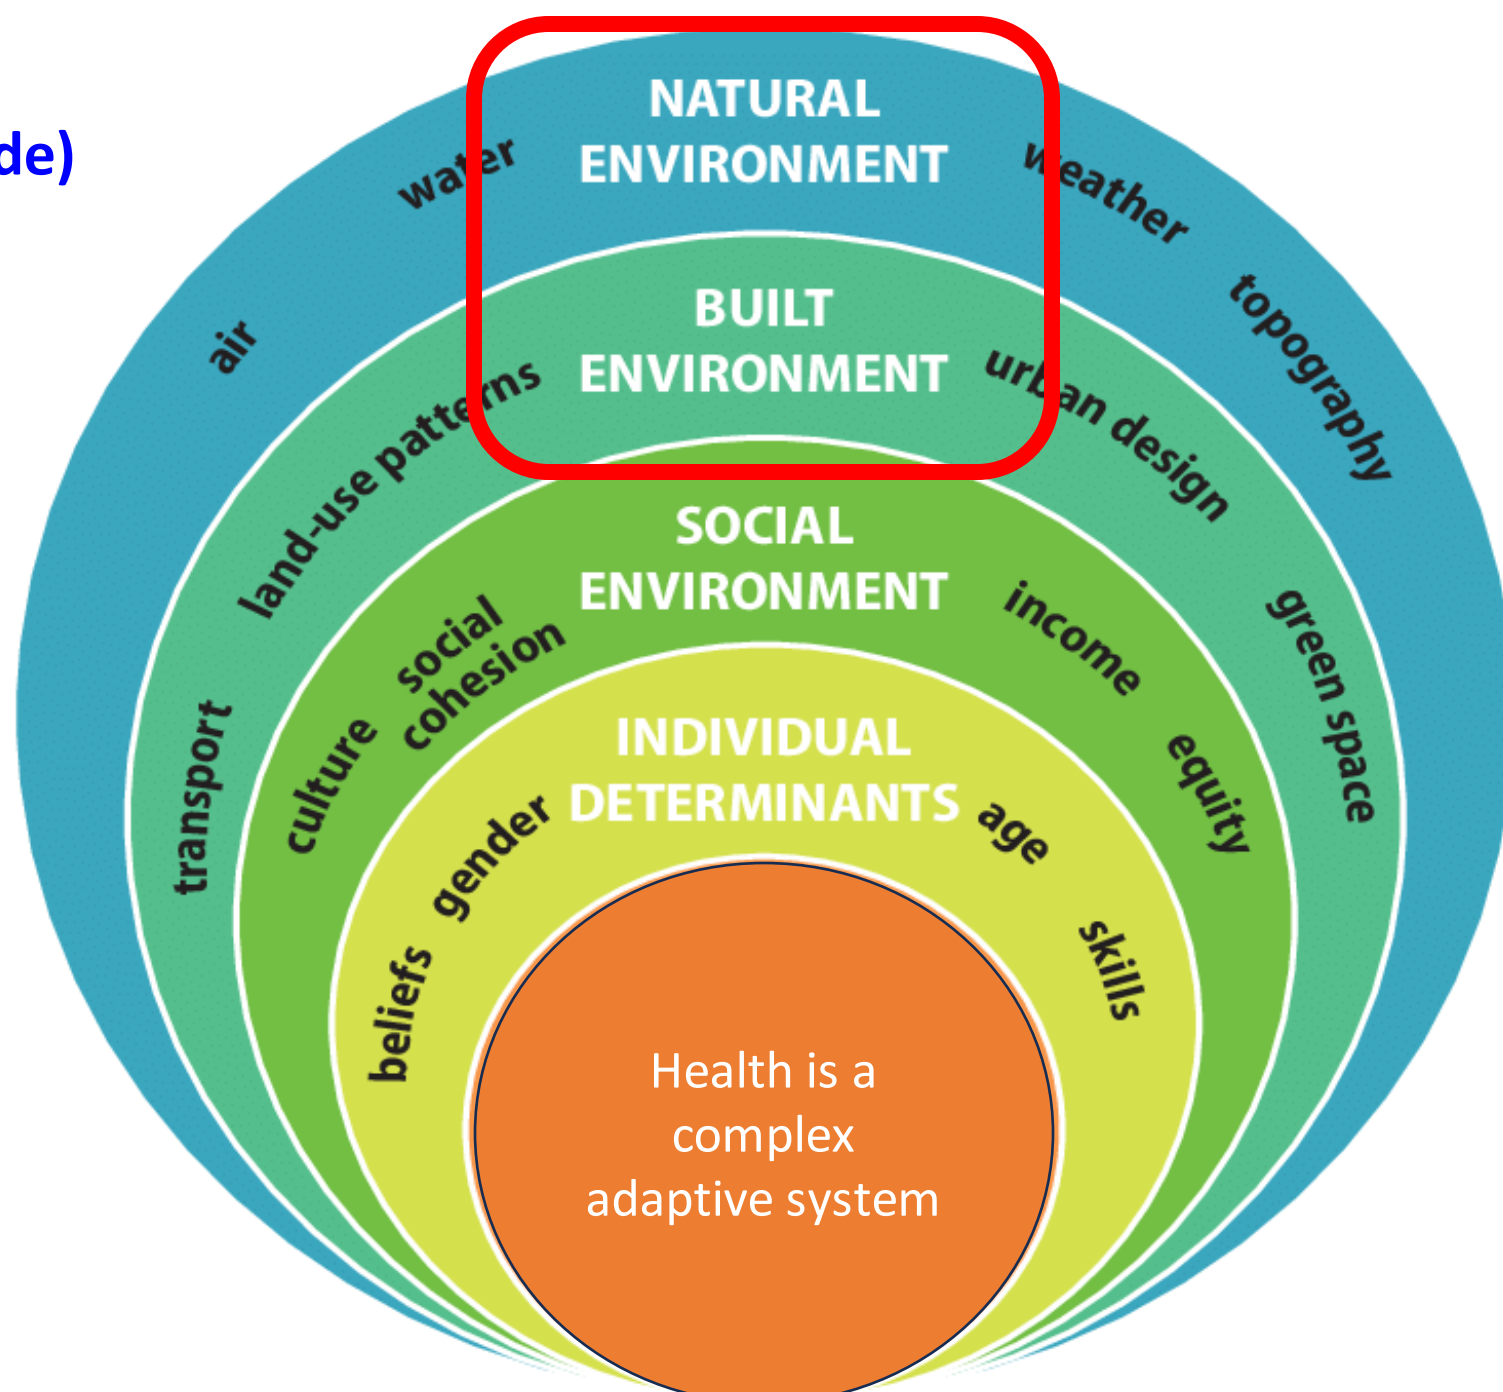 de)
NATURAL
ENVIRONMENT
water
weather
air
topography
BUILT
ENVIRONMENT
land-use patterns
urban design
transport
green space
SOCIAL
ENVIRONMENT
social
cohesion
income
culture
equity
INDIVIDUAL
DETERMINANTS
gender
age
beliefs
skills
Health is a
complex
adaptive system